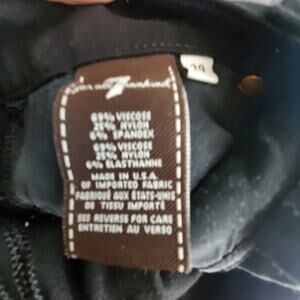 for all 7 mankind
29
69% VISCOSE
25% NYLON
6% SPANDEX
69% VISCOSE
25% NYLON
6% ELASTHANNE
MADE IN U.S.A.
OF IMPORTED FABRIC
FABRIQUÉ AUX ÉTATS-UNIS
DE TISSU IMPORTÉ
SEE REVERSE FOR CARE
ENTRETIEN AU VERSO